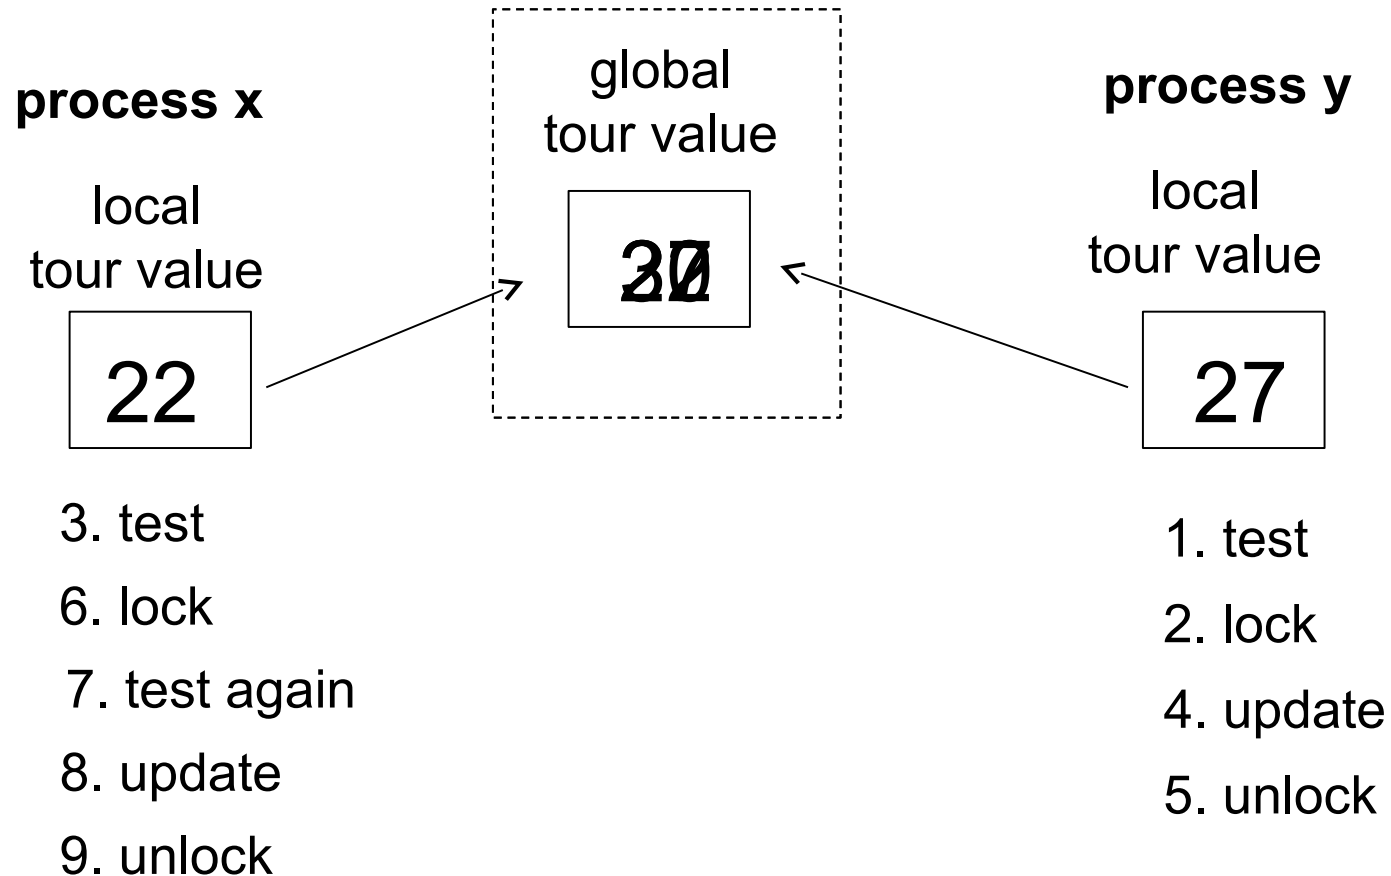 process x
local
tour value
22
3. test
6. lock
7. test again
8. update
9. unlock
global
tour value
process y
local
tour value
27
1. test
2. lock
4. update
5. unlock